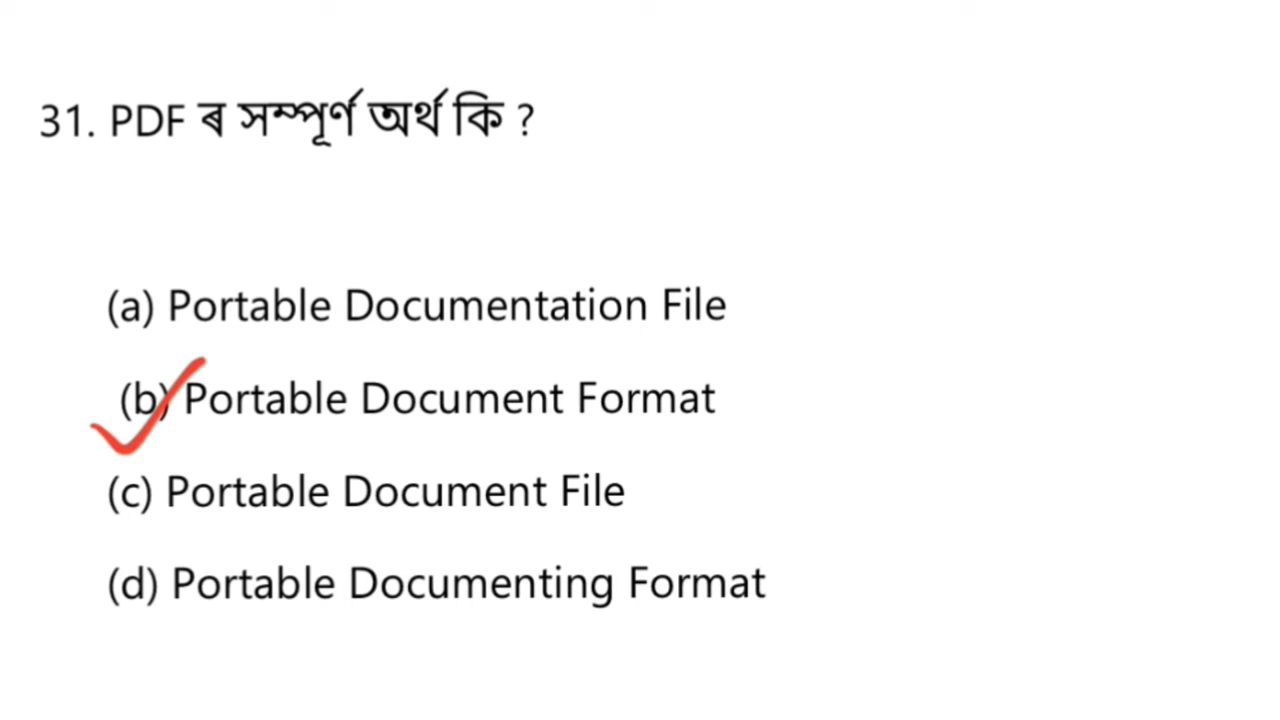 31. PDF ৰ সম্পূৰ্ণ অৰ্থ কি ?
(a) Portable Documentation File
(b) Portable Document Format
(c) Portable Document File
(d) Portable Documenting Format